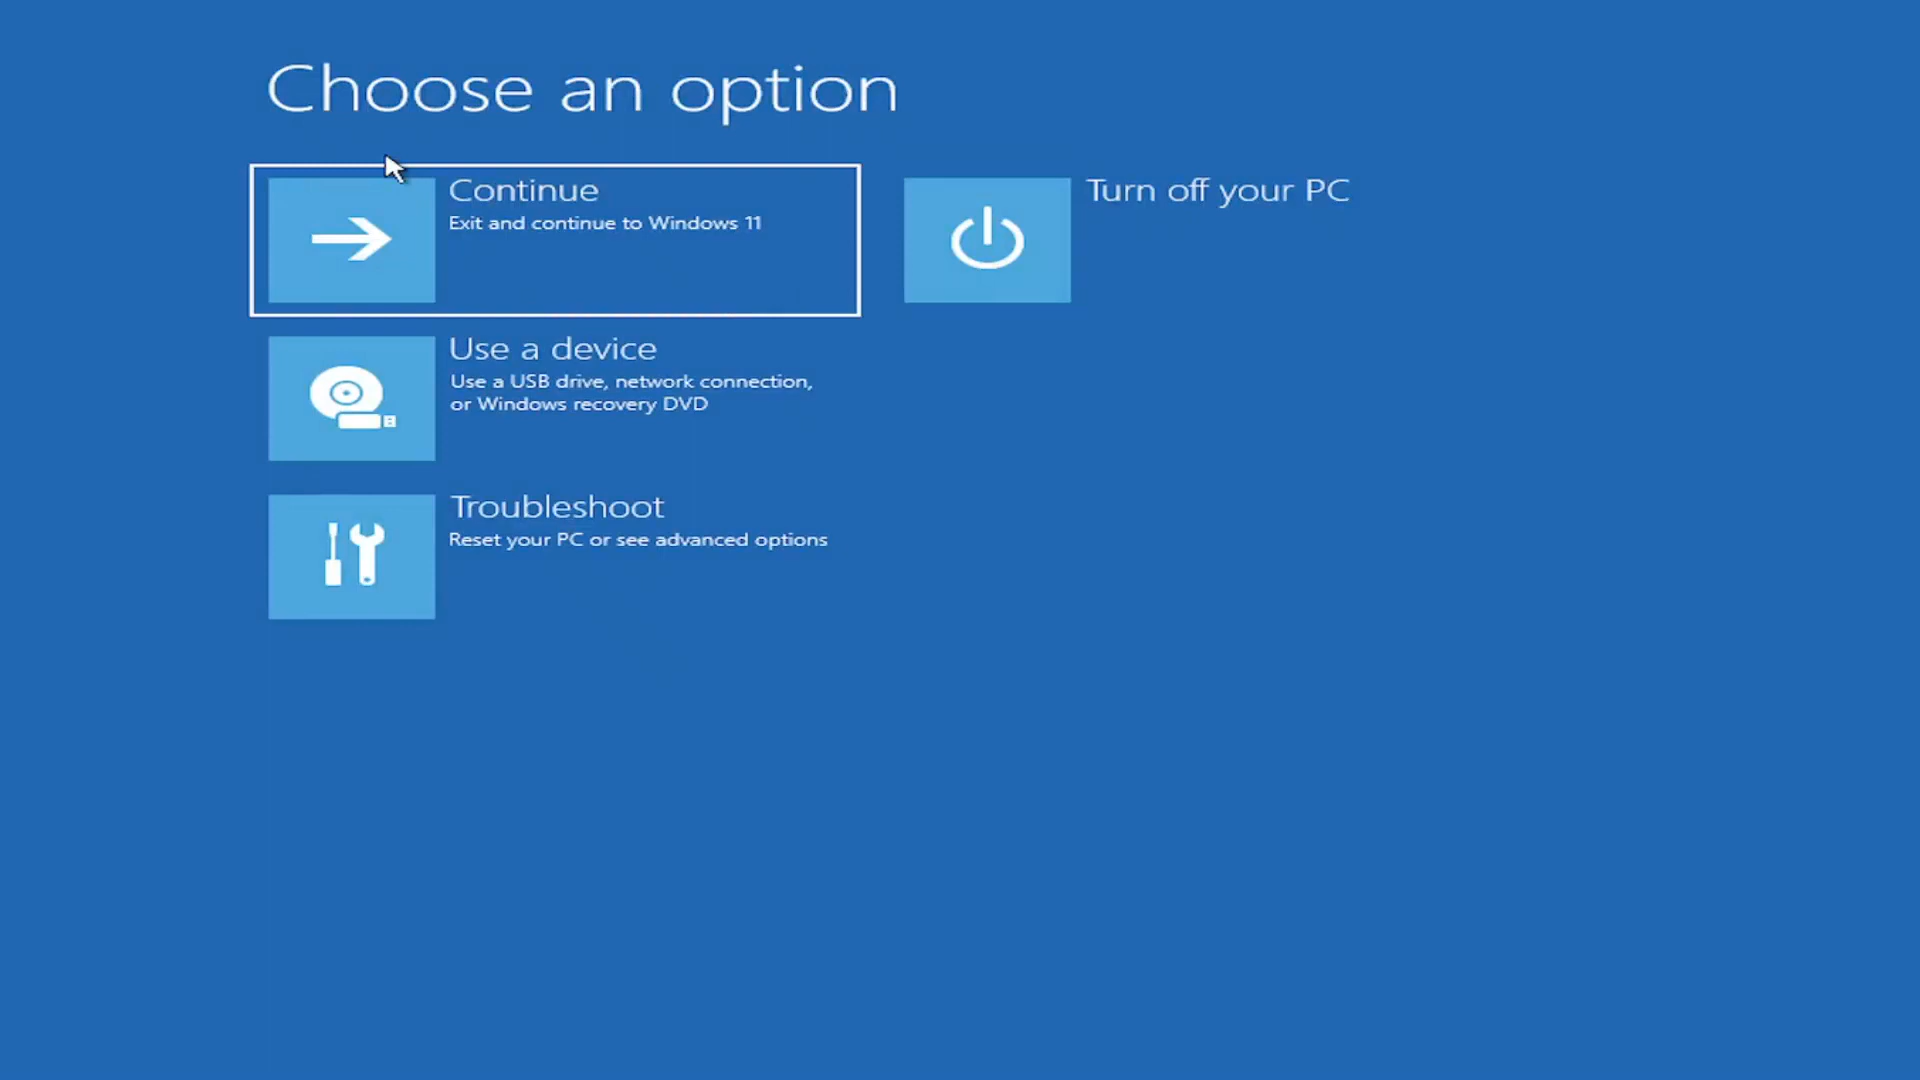 Choose an option
Continue
Exit and continue to Windows 11
Turn off your PC
Use a device
Use a USB drive, network connection,
or Windows recovery DVD
Troubleshoot
Reset your PC or see advanced options